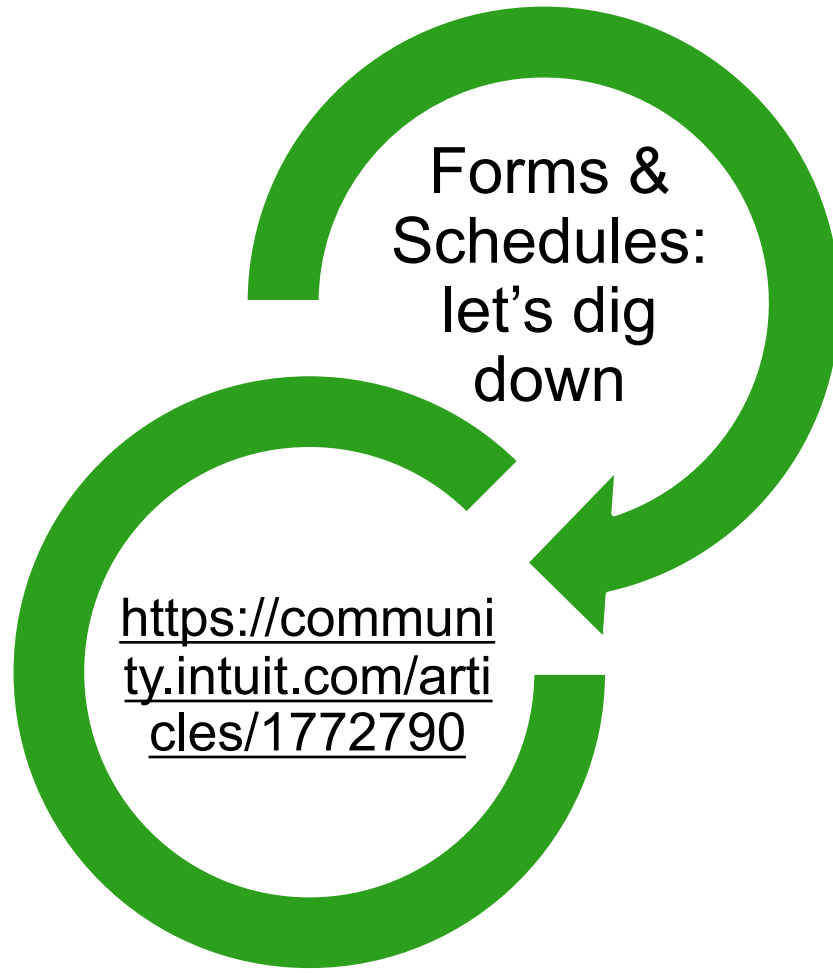 Forms &
Schedules:
let’s dig
down
https://communi
ty.intuit.com/arti
cles/1772790